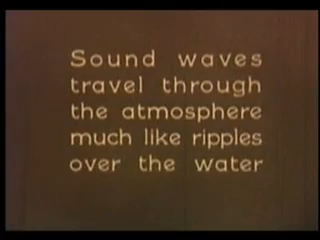 Sound waves
travel through
the atmosphere
much like ripples
over the water